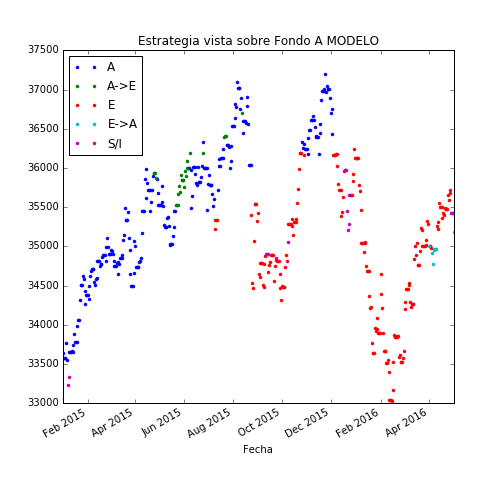 Estrategia vista sobre Fondo A MODELO
37500
37000
36500
36000
35500
35000
34500
34000
33500
33000
A
A->E
E
E->A
S/I
Feb 2015
Apr 2015
Jun 2015
Aug 2015
Oct 2015
Dec 2015
Feb 2016
Apr 2016
Fecha